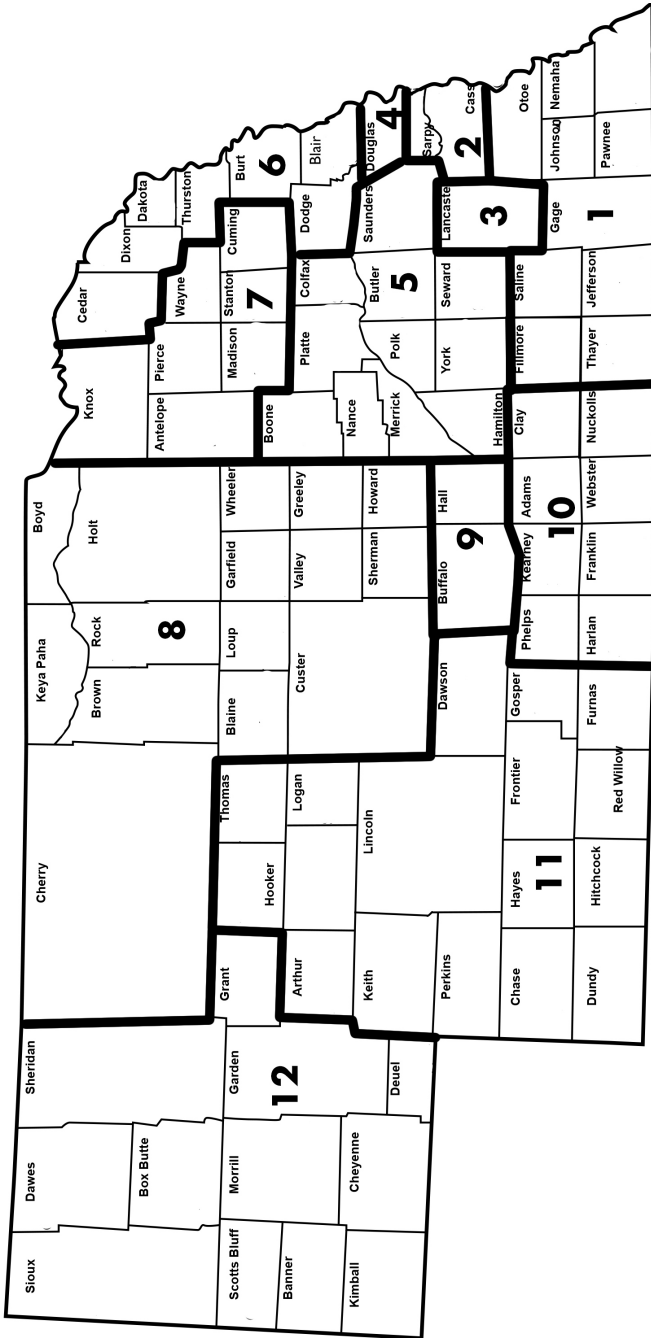 Sioux
Dawes
Sheridan
Box Butte
Scotts Bluff
Banner
Kimball
Morrill
Cheyenne
Garden
12
Deuel
Cherry
Grant
Hooker
Thomas
Arthur
Logan
Keith
Lincoln
Perkins
Chase
Dundy
Hayes
11
Hitchcock
Frontier
Red Willow
Gosper
Furnas
Dawson
Keya Paha
Boyd
Brown
Rock
Holt
8
Blaine
Loup
Garfield
Wheeler
Custer
Valley
Greeley
Sherman
Howard
Buffalo
9
Hall
Phelps
Kearney
Adams
10
Clay
Harlan
Franklin
Webster
Nuckolls
Knox
Antelope
Pierce
Wayne
Madison
Stanton
7
Cuming
Boone
Platte
Colfax
Nance
Merrick
Polk
Butler
5
Saunders
Hamilton
York
Seward
Cedar
Dixon
Dakota
Thurston
Burt
6
Blair
Dodge
Douglas
4
Sarpy
2
Cass
Lancaste
3
Otoe
Fillmore
Saline
Gage
1
Johnson
Nemaha
Thayer
Jefferson
Pawnee